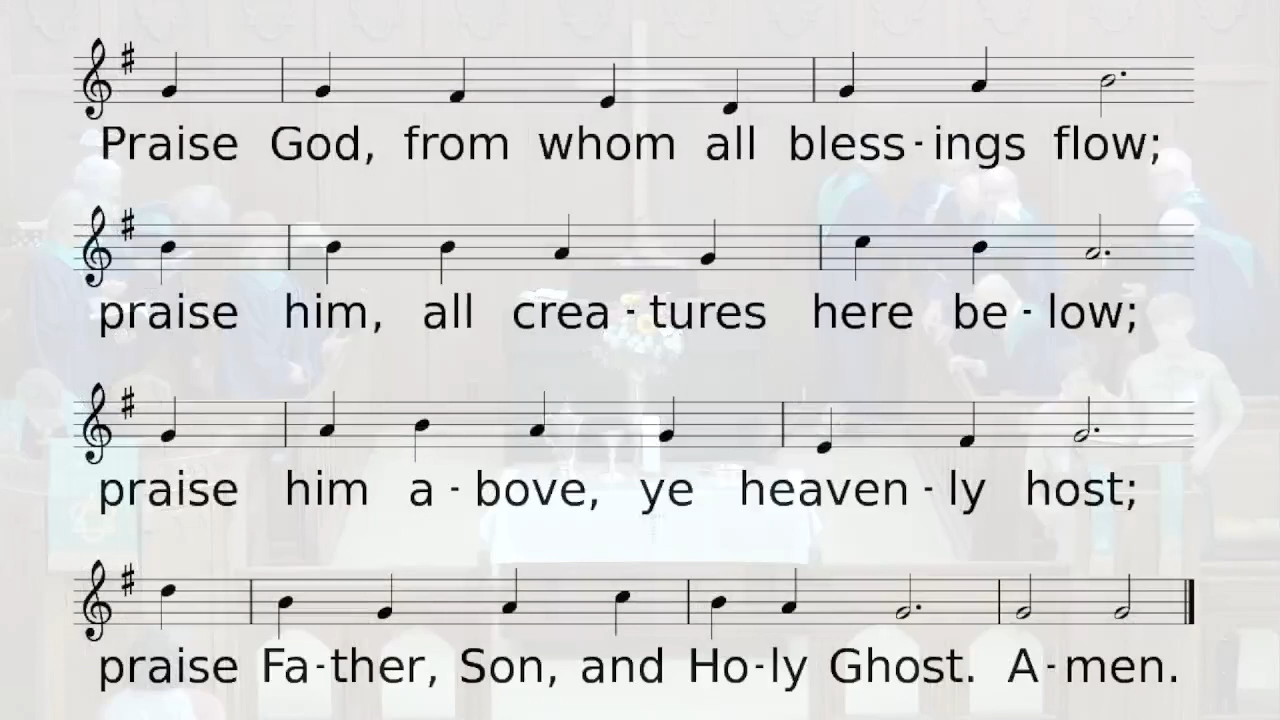 Praise God, from whom all bless-ings flow;
praise him, all crea-tures here be-low;
praise him a-bove, ye heaven-ly host;
praise Fa-ther, Son, and Ho-ly Ghost. A-men.